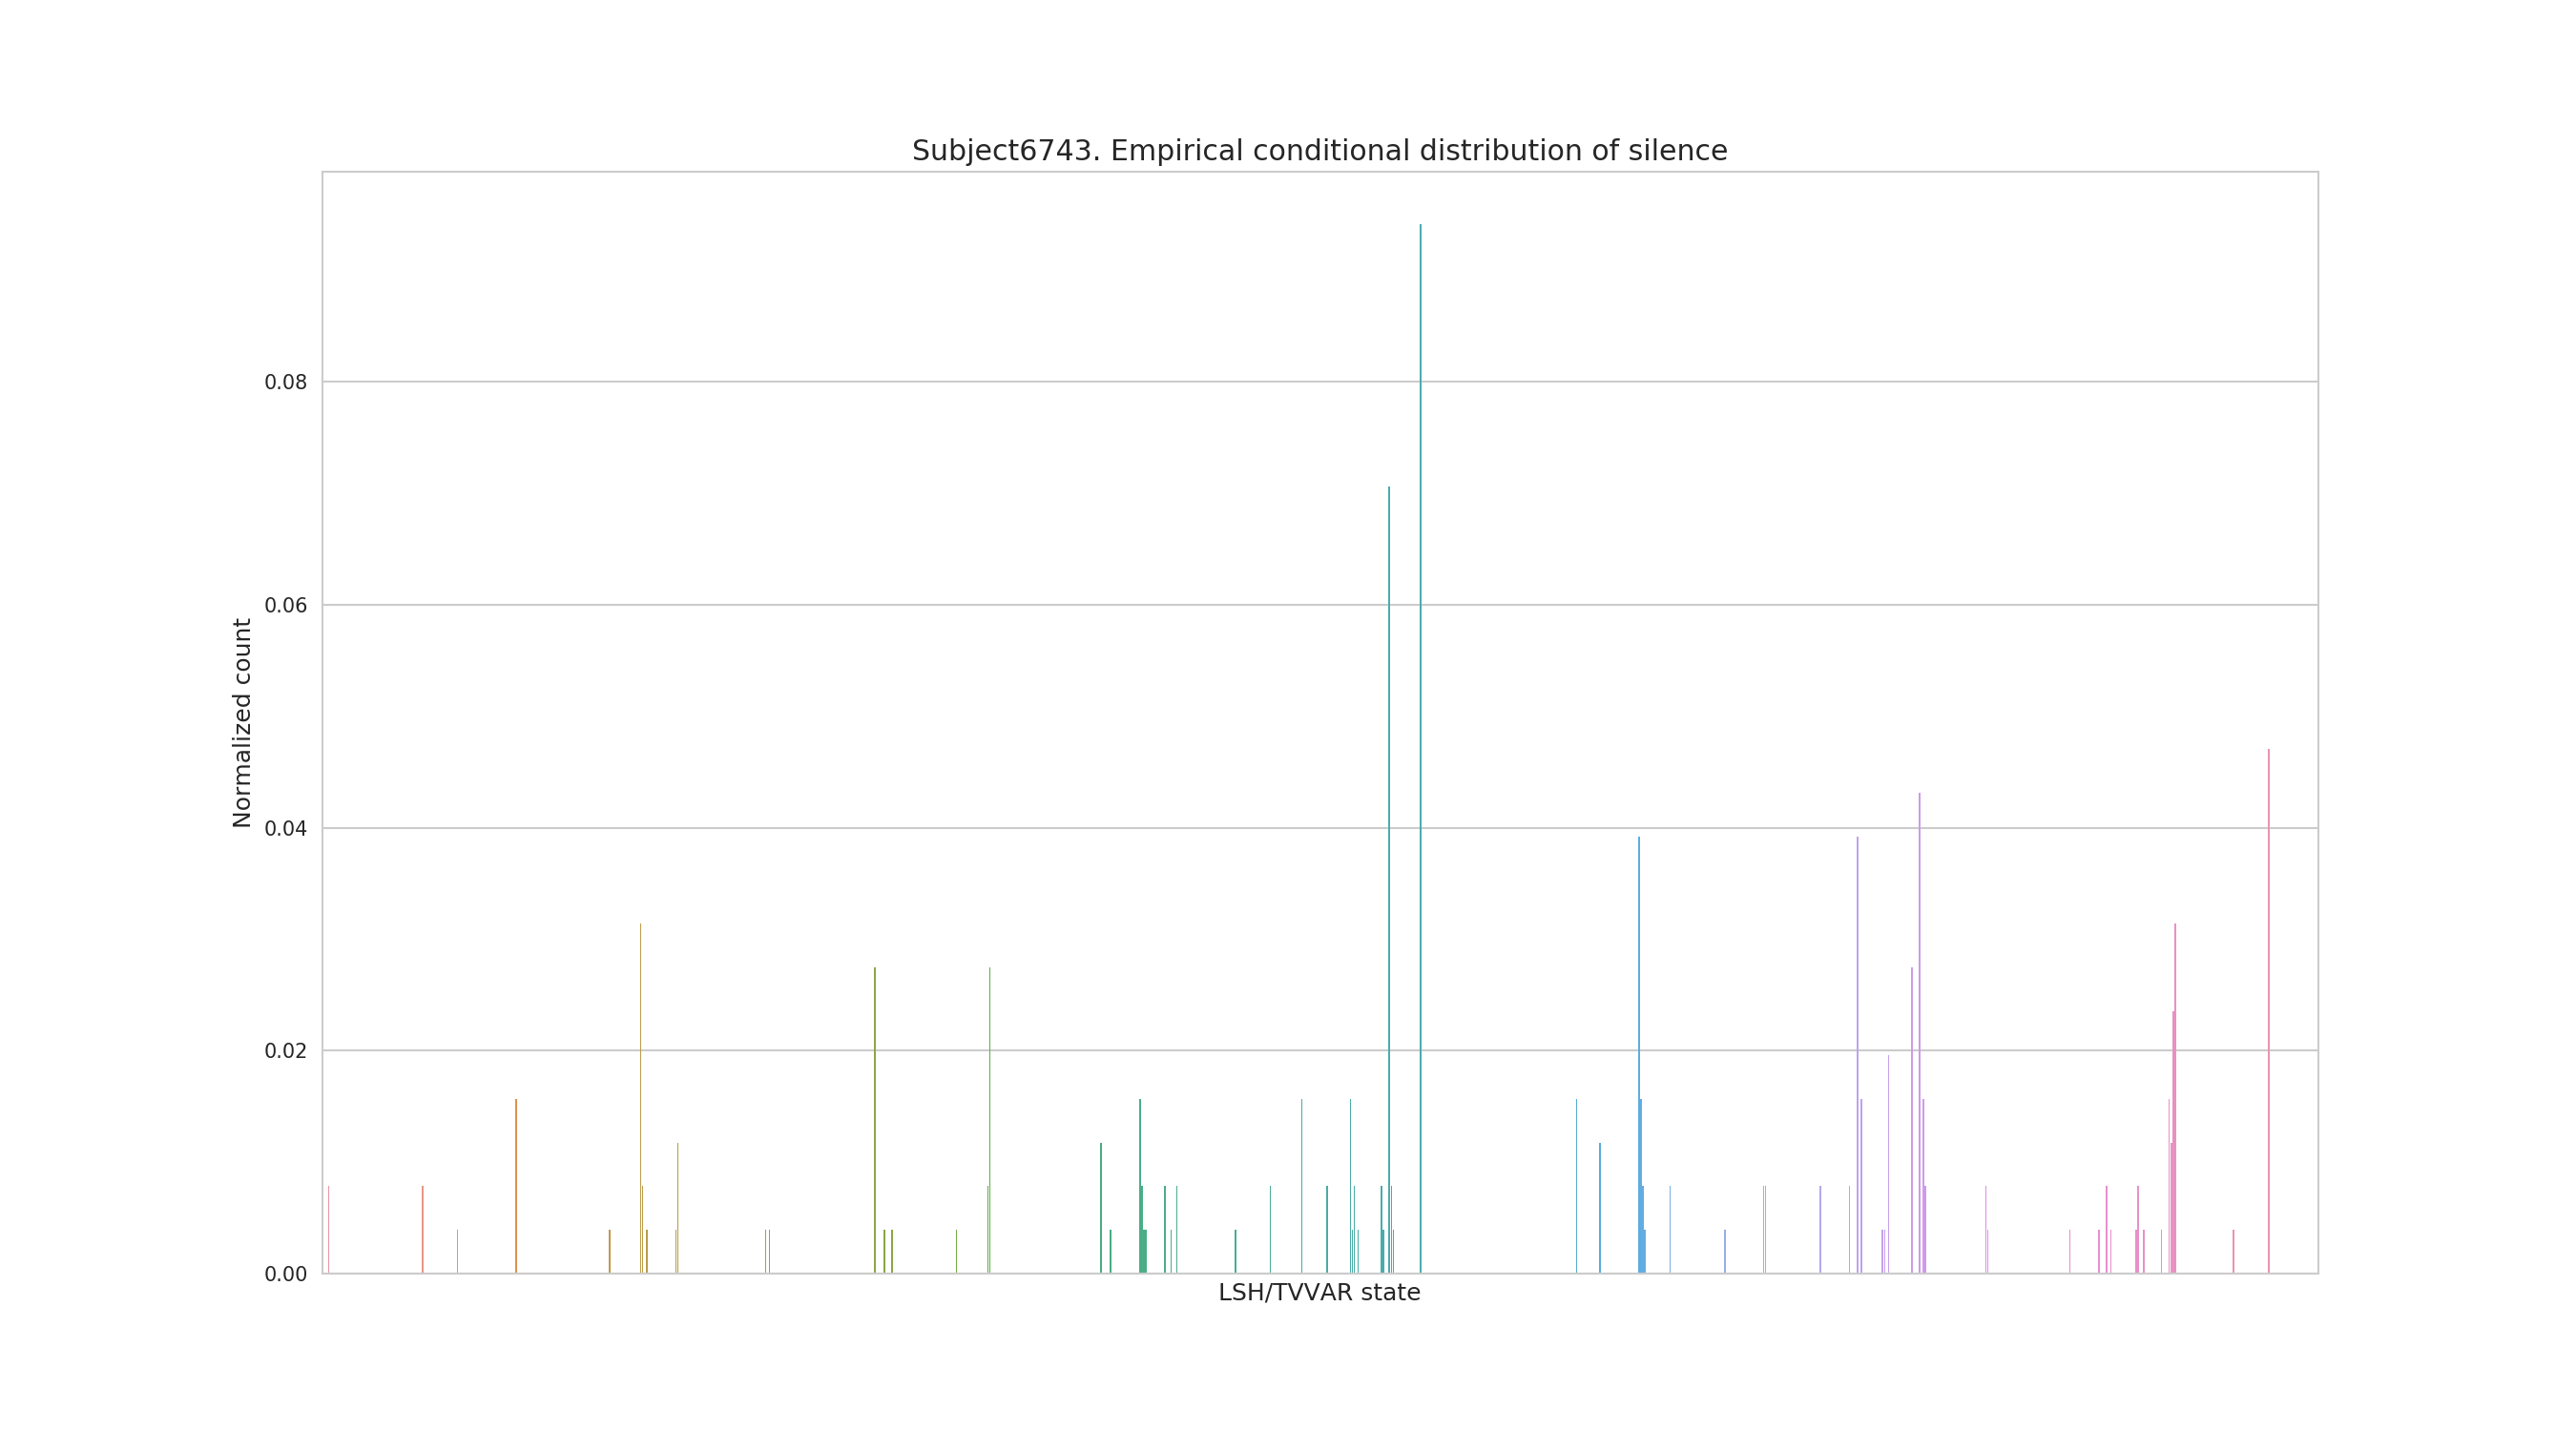 Subject6743. Empirical conditional distribution of silence
Normalized count
0.08
0.06
0.04
0.02
0.00
LSH/TVVAR state